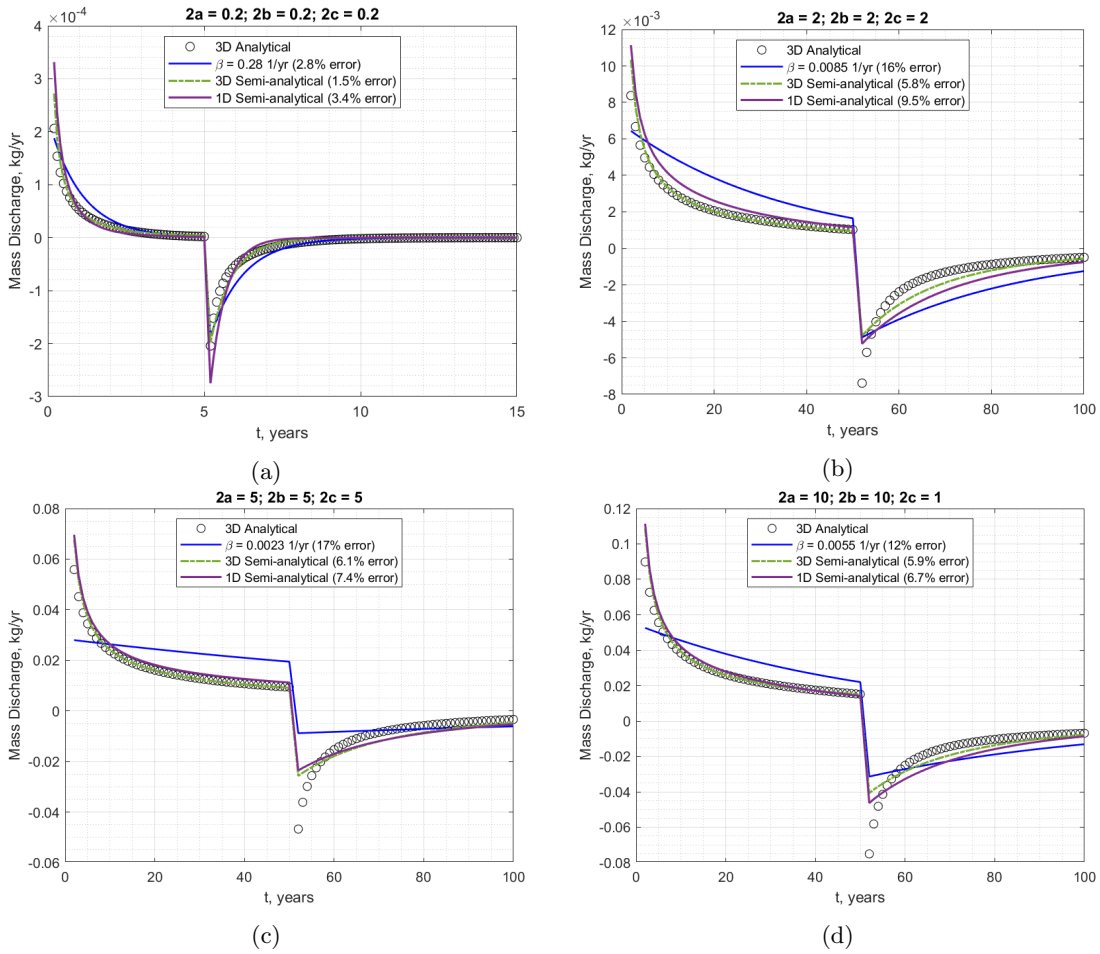 2a = 0.2; 2b = 0.2; 2c = 0.2
×10⁻⁴
4
3
2
1
0
-1
-2
-3
Mass Discharge, kg/yr
3D Analytical
β = 0.28 1/yr (2.8% error)
3D Semi-analytical (1.5% error)
1D Semi-analytical (3.4% error)
0
5
10
15
t, years
(a)
2a = 2; 2b = 2; 2c = 2
×10⁻³
12
10
8
6
4
2
0
-2
-4
-6
-8
Mass Discharge, kg/yr
3D Analytical
β = 0.0085 1/yr (16% error)
3D Semi-analytical (5.8% error)
1D Semi-analytical (9.5% error)
0
20
40
60
80
100
t, years
(b)
2a = 5; 2b = 5; 2c = 5
0.08
0.06
0.04
0.02
0
-0.02
-0.04
-0.06
Mass Discharge, kg/yr
3D Analytical
β = 0.0023 1/yr (17% error)
3D Semi-analytical (6.1% error)
1D Semi-analytical (7.4% error)
0
20
40
60
80
100
t, years
(c)
2a = 10; 2b = 10; 2c = 1
0.12
0.1
0.08
0.06
0.04
0.02
0
-0.02
-0.04
-0.06
-0.08
Mass Discharge, kg/yr
3D Analytical
β = 0.0055 1/yr (12% error)
3D Semi-analytical (5.9% error)
1D Semi-analytical (6.7% error)
0
20
40
60
80
100
t, years
(d)